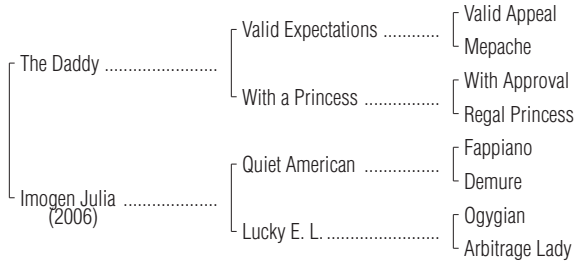 Valid Appeal
Valid Expectations ............
Mepache
The Daddy .......................
With Approval
With a Princess ................
Regal Princess
Fappiano
Quiet American ................
Demure
Imogen Julia ...................
(2006)
Ogygian
Lucky E. L. .......................
Arbitrage Lady